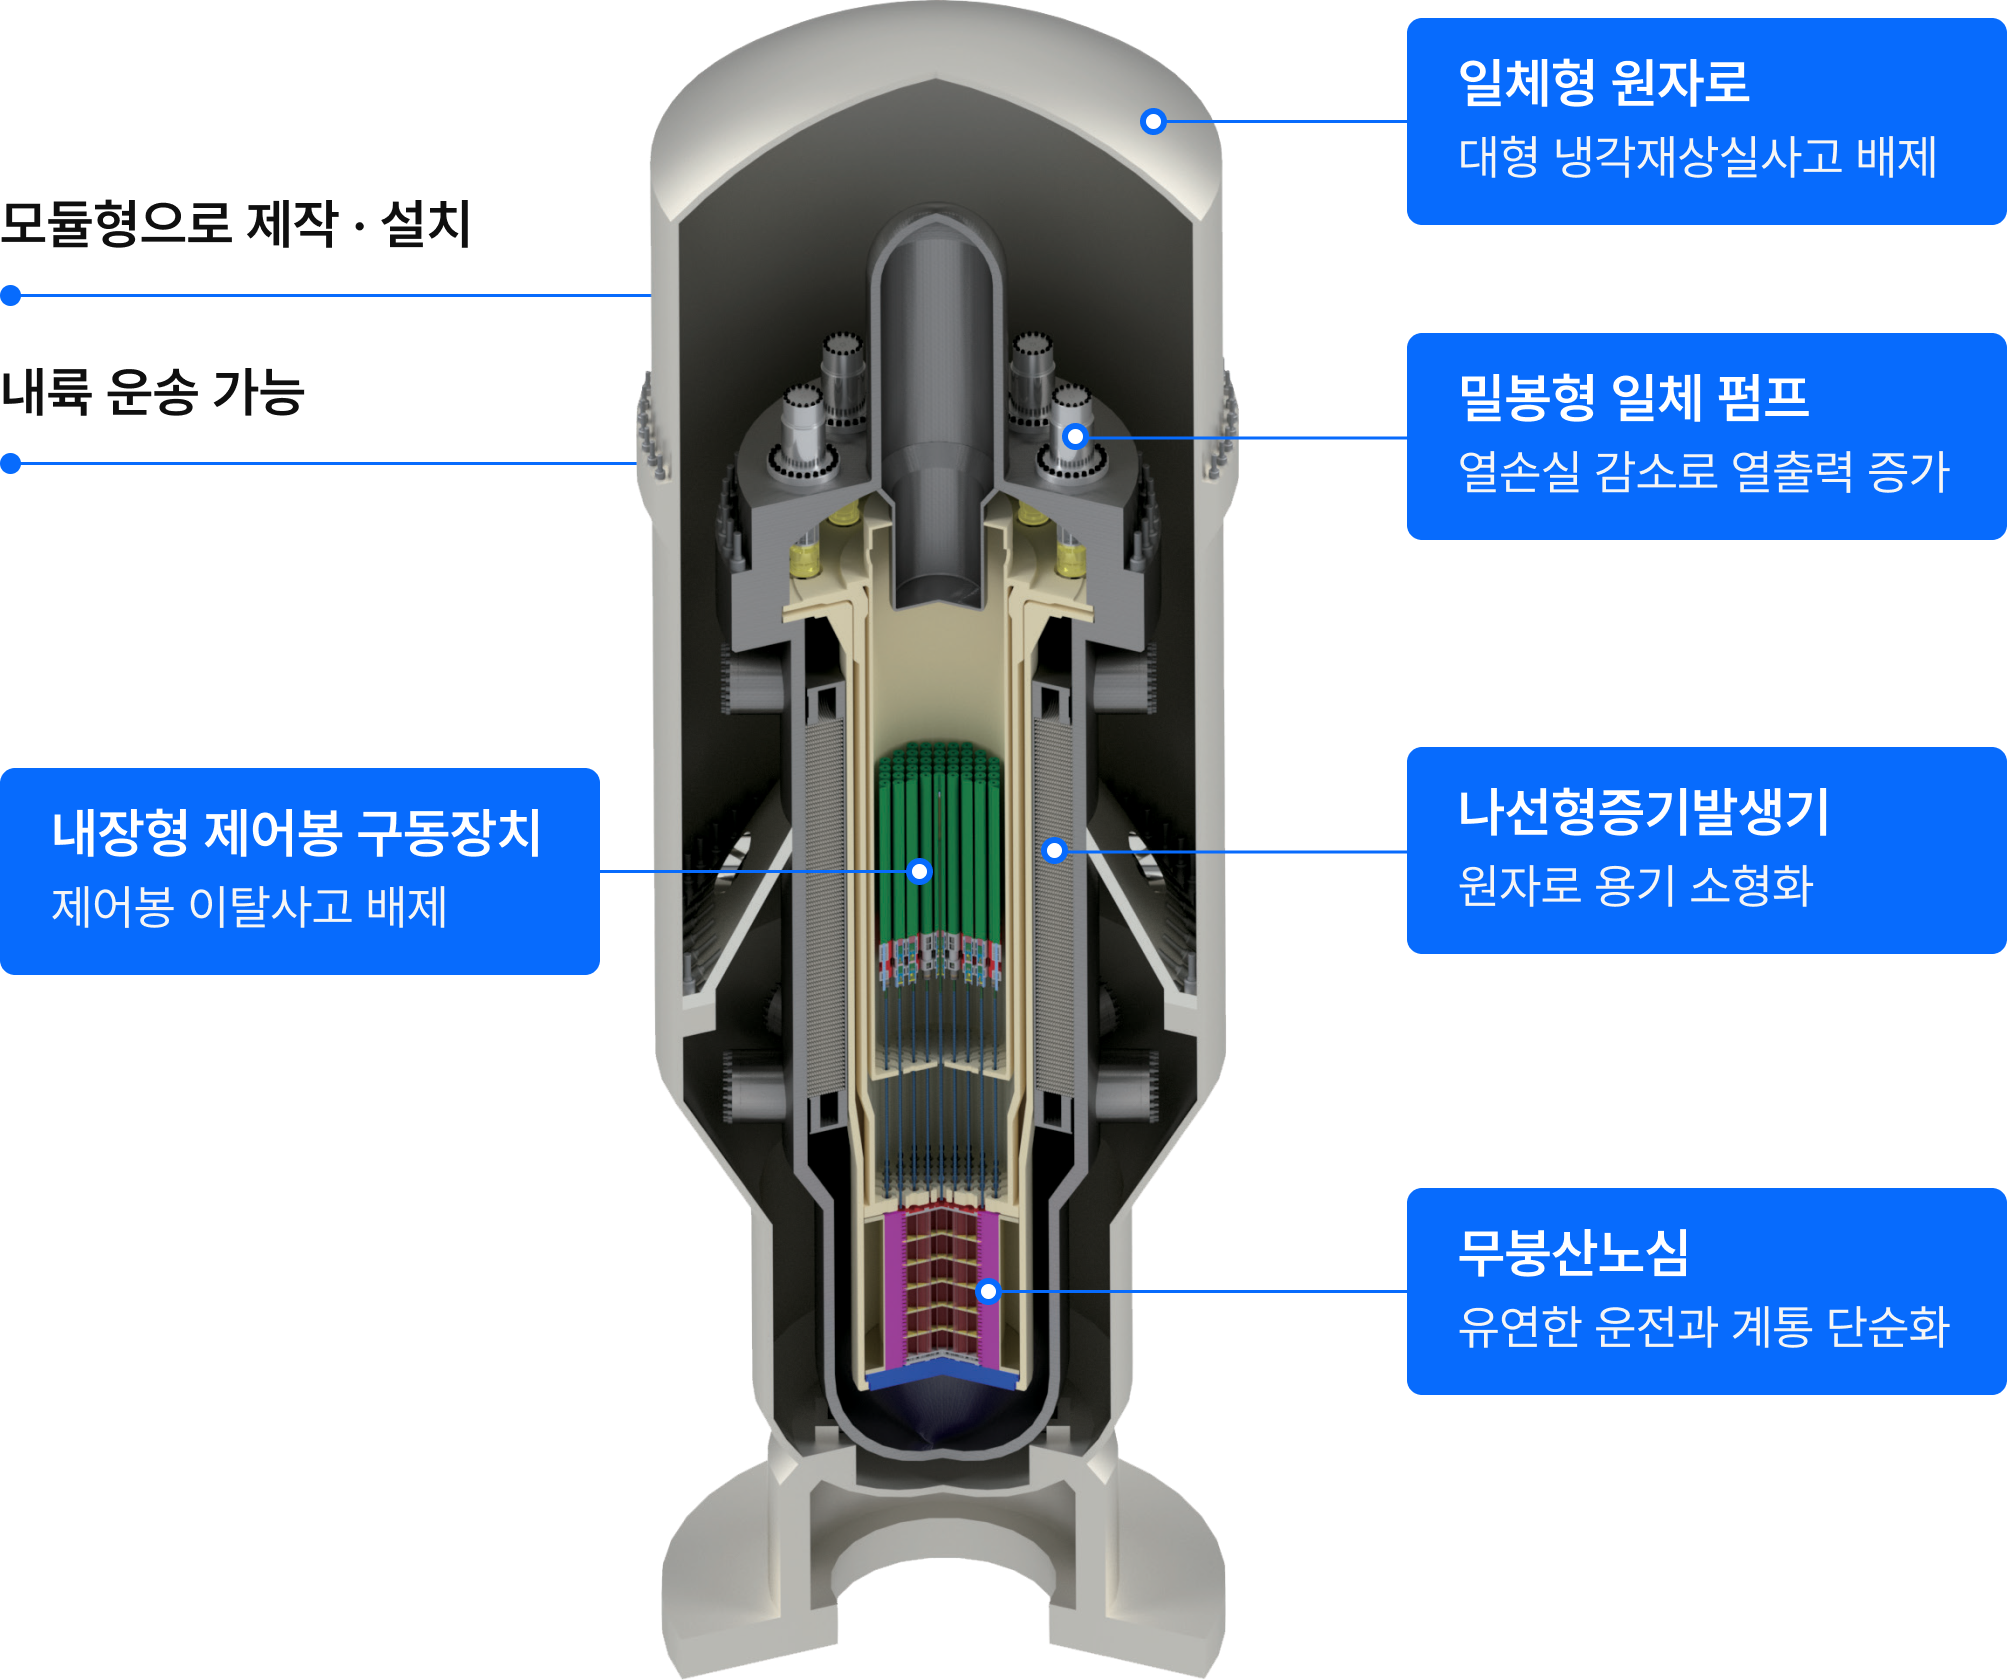 모듈형으로 제작 · 설치
내륙 운송 가능
내장형 제어봉 구동장치
제어봉 이탈사고 배제
일체형 원자로
대형 냉각재상실사고 배제
밀봉형 일체 펌프
열손실 감소로 열출력 증가
나선형증기발생기
원자로 용기 소형화
무붕산노심
유연한 운전과 계통 단순화